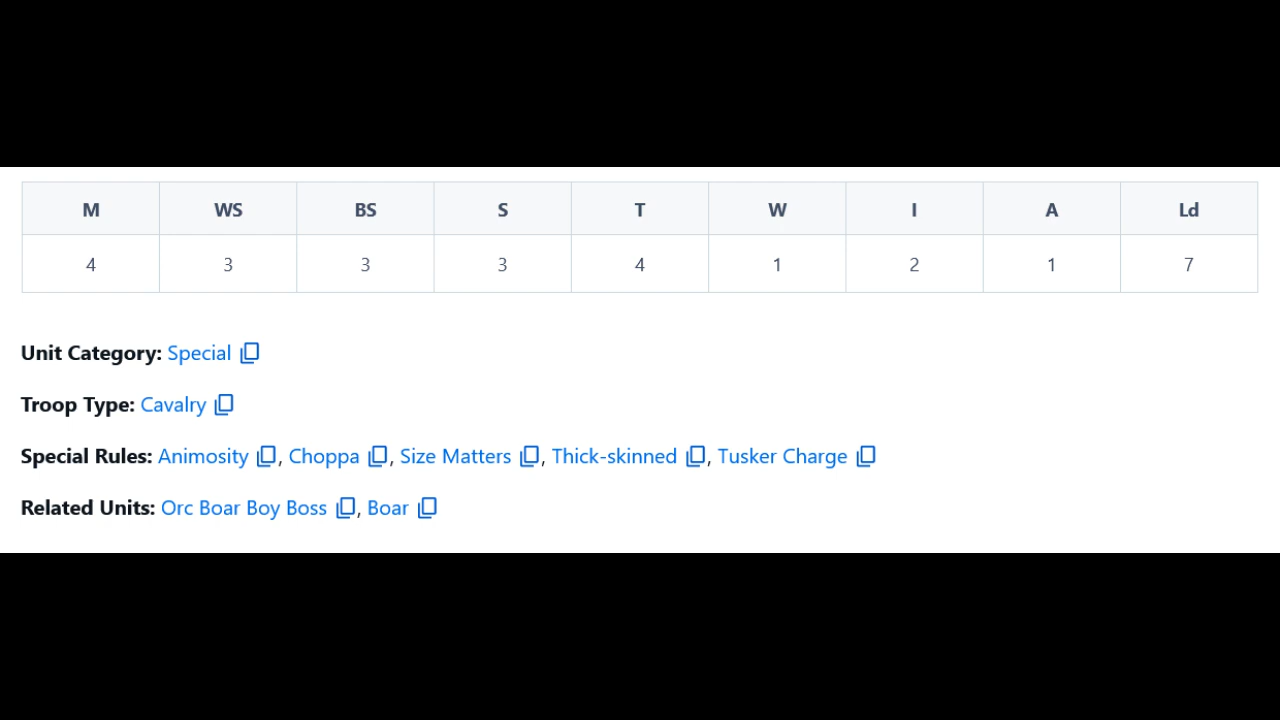 M WS BS S T W I A Ld
4 3 3 3 4 1 2 1 7
Unit Category: Special
Troop Type: Cavalry
Special Rules: Animosity , Choppa , Size Matters , Thick-skinned , Tusker Charge
Related Units: Orc Boar Boy Boss , Boar